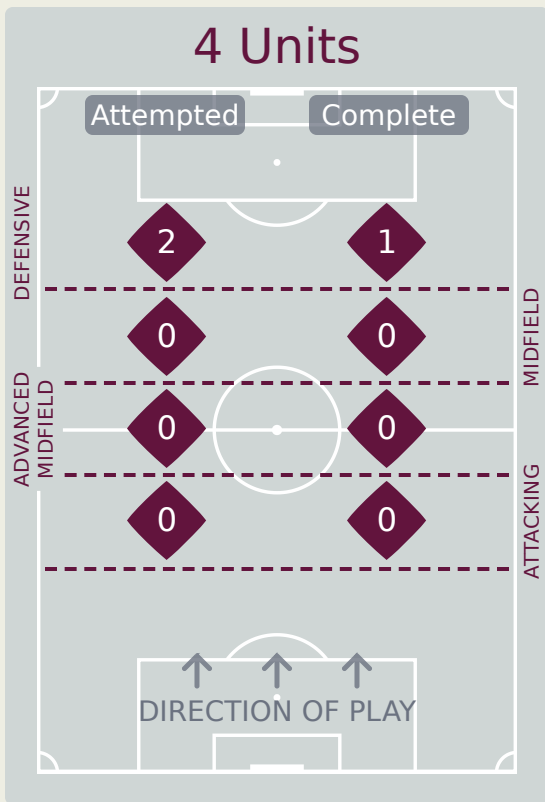 4 Units
Attempted Complete
DEFENSIVE
2 1
MIDFIELD
0 0
ADVANCED
MIDFIELD
0 0
ATTACKING
0 0
DIRECTION OF PLAY